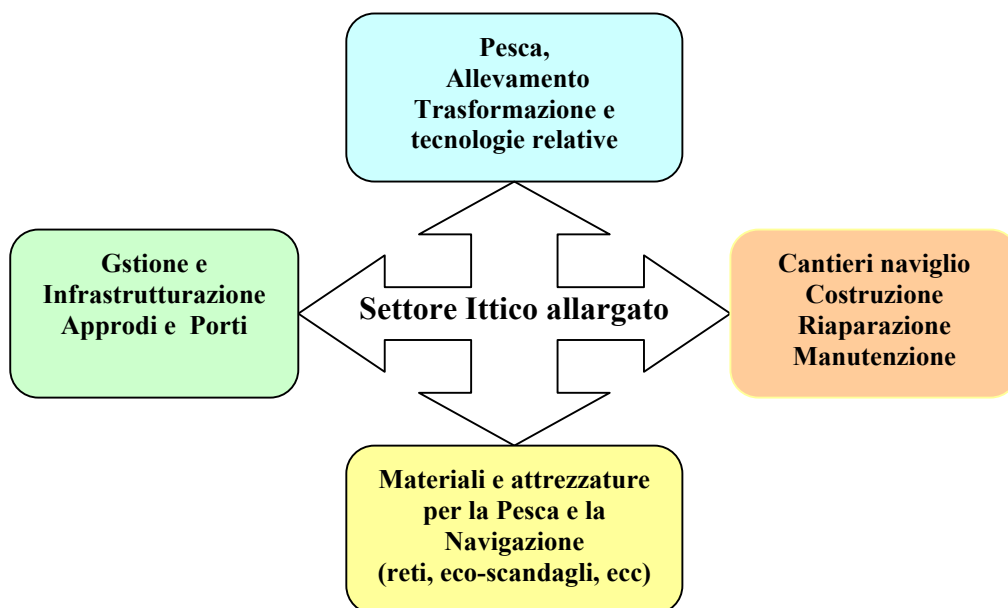 Pesca,
Allevamento
Trasformazione e
tecnologie relative
Gstione e
Infrastrutturazione
Approdi e Porti
Settore Ittico allargato
Cantieri naviglio
Costruzione
Riaparazione
Manutenzione
Materiali e attrezzature
per la Pesca e la
Navigazione
(reti, eco-scandagli, ecc)